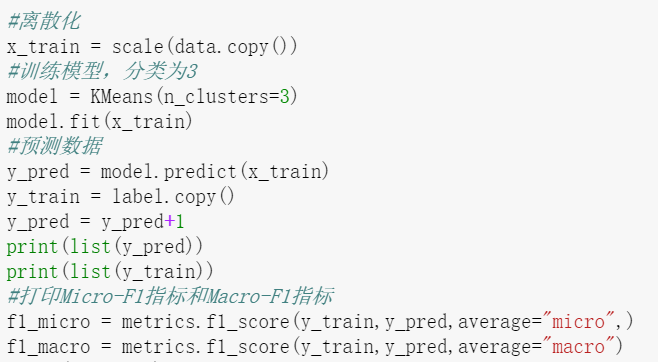 #离散化
x_train = scale(data.copy())
#训练模型，分类为3
model = KMeans(n_clusters=3)
model.fit(x_train)
#预测数据
y_pred = model.predict(x_train)
y_train = label.copy()
y_pred = y_pred+1
print(list(y_pred))
print(list(y_train))
#打印Micro-F1指标和Macro-F1指标
f1_micro = metrics.f1_score(y_train,y_pred,average="micro",)
f1_macro = metrics.f1_score(y_train,y_pred,average="macro")